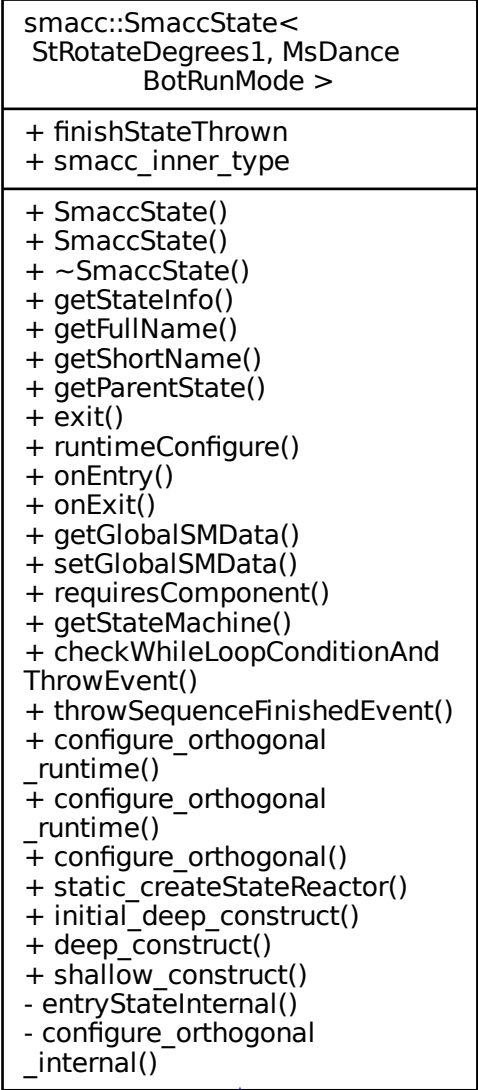 smacc::SmaccState<
StRotateDegrees1, MsDance
BotRunMode >
+ finishStateThrown
+ smacc_inner_type
+ SmaccState()
+ SmaccState()
+ ~SmaccState()
+ getStateInfo()
+ getFullName()
+ getShortName()
+ getParentState()
+ exit()
+ runtimeConfigure()
+ onEntry()
+ onExit()
+ getGlobalSMData()
+ setGlobalSMData()
+ requiresComponent()
+ getStateMachine()
+ checkWhileLoopConditionAnd
ThrowEvent()
+ throwSequenceFinishedEvent()
+ configure_orthogonal
_runtime()
+ configure_orthogonal
_runtime()
+ configure_orthogonal()
+ static_createStateReactor()
+ initial_deep_construct()
+ deep_construct()
+ shallow_construct()
- entryStateInternal()
- configure_orthogonal
_internal()